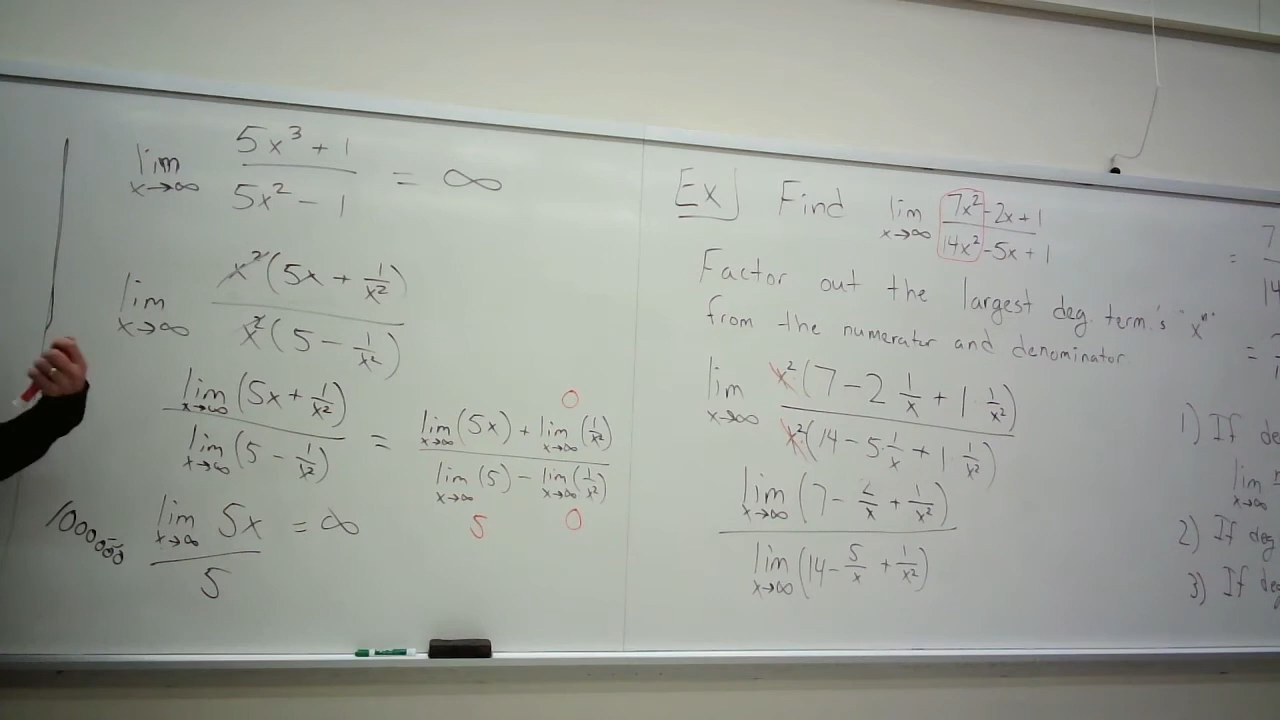 lim x→∞ (5x³ + 1)/(5x² − 1) = ∞
lim x→∞ x²(5x + 1/x²)/x²(5 − 1/x²)
lim x→∞ (5x + 1/x²) / lim x→∞ (5 − 1/x²) = (lim x→∞ (5x) + lim x→∞ (1/x²))/(lim x→∞ (5) − lim x→∞ (1/x²))
0
5 0
lim x→∞ 5x / 5 = ∞
Ex] Find lim x→∞ (7x² − 2x + 1)/(14x² − 5x + 1)
Factor out the largest deg. term's "xⁿ"
from the numerator and denominator.
lim x→∞ x²(7 − 2 1/x + 1· 1/x²)/x²(14 − 5· 1/x + 1· 1/x²)
lim x→∞ (7 − 2/x + 1/x²) / lim x→∞ (14 − 5/x + 1/x²)
= 7/14
=
1) If de
lim x→∞
2) If deg
3) If deg